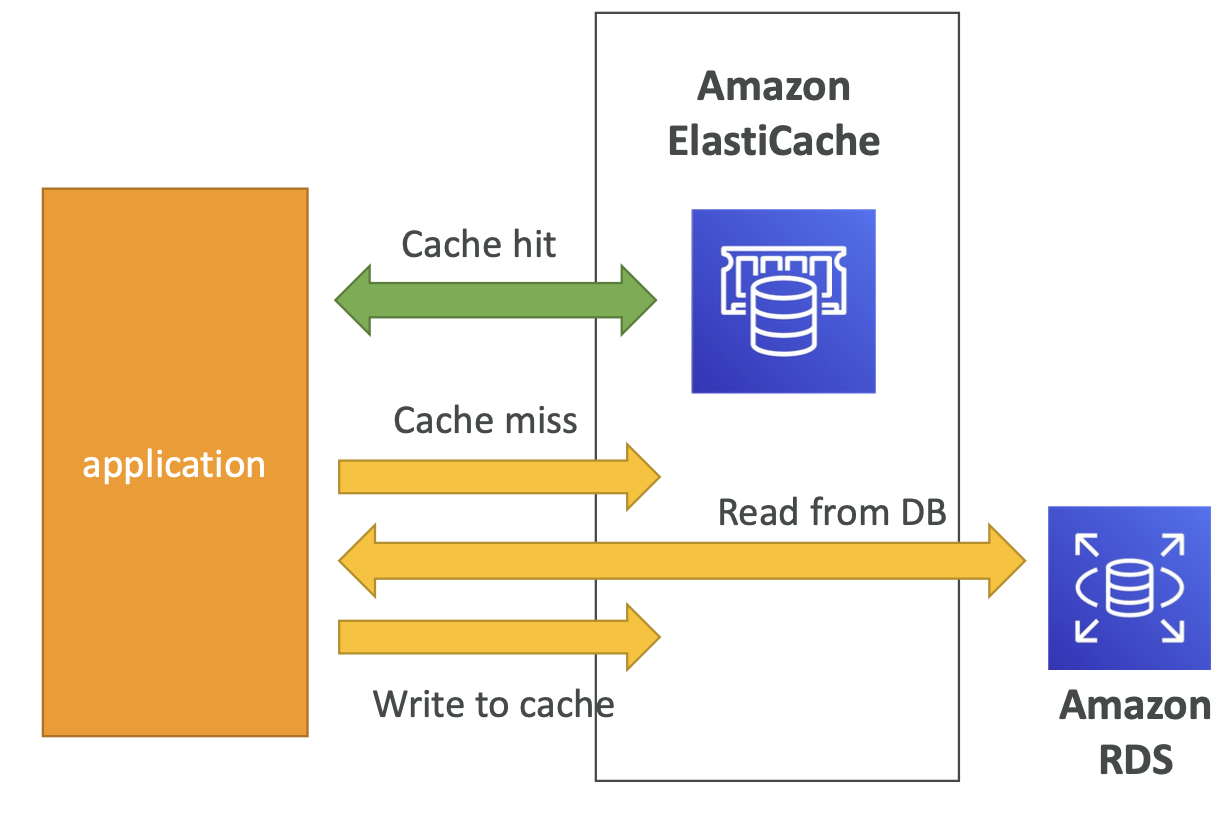 Amazon
ElastiCache
Cache hit
Cache miss
application
Read from DB
Write to cache
Amazon
RDS